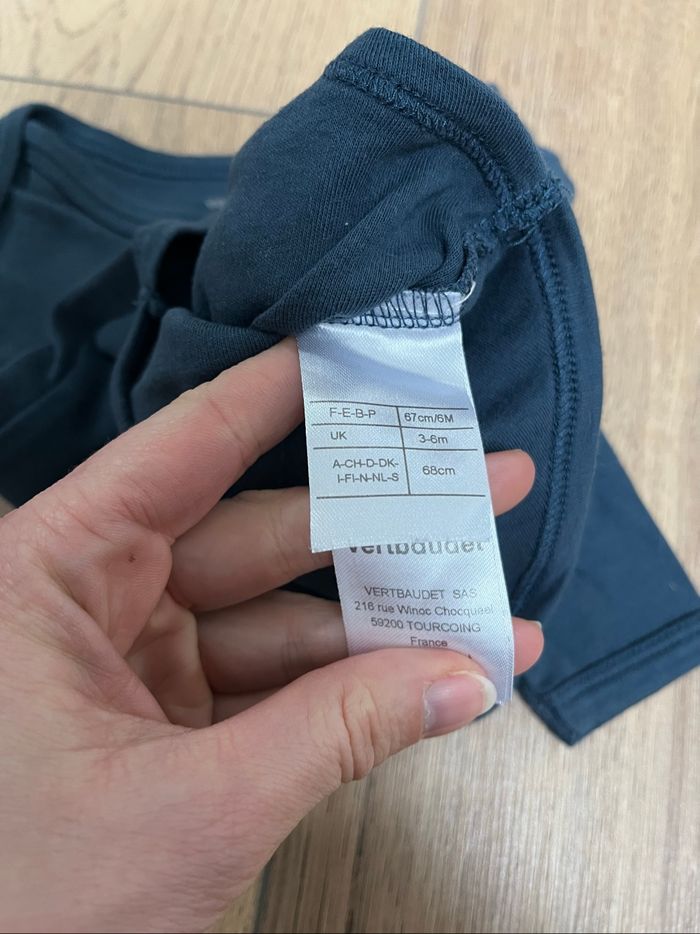 F-E-B-P 67cm/6M
UK 3-6m
A-CH-D-DK- 68cm
I-FI-N-NL-S
vertbaudet
VERTBAUDET SAS
216 rue Winoc Chocqueel
59200 TOURCOING
France